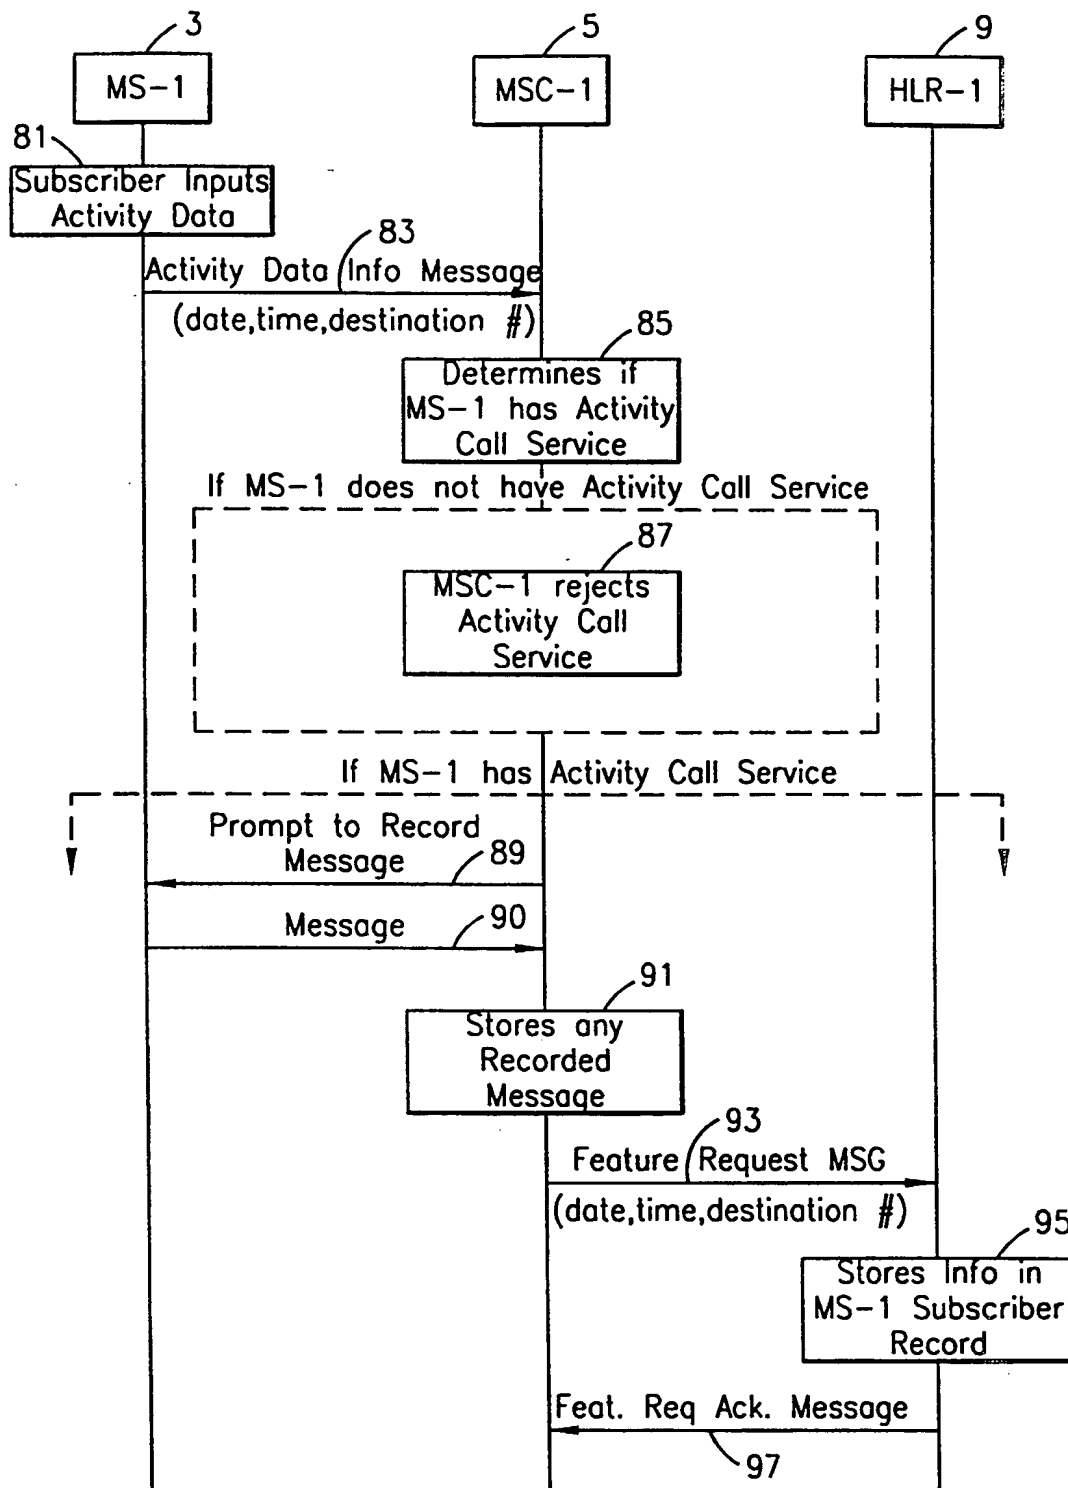 3
5
9
MS-1
MSC-1
HLR-1
81
Subscriber Inputs
Activity Data
83
Activity Data Info Message
(date,time,destination #)
85
Determines if
MS-1 has Activity
Call Service
If MS-1 does not have Activity Call Service
87
MSC-1 rejects
Activity Call
Service
If MS-1 has Activity Call Service
Prompt to Record
Message
89
Message
90
91
Stores any
Recorded
Message
93
Feature Request MSG
(date,time,destination #)
95
Stores Info in
MS-1 Subscriber
Record
Feat. Req Ack. Message
97